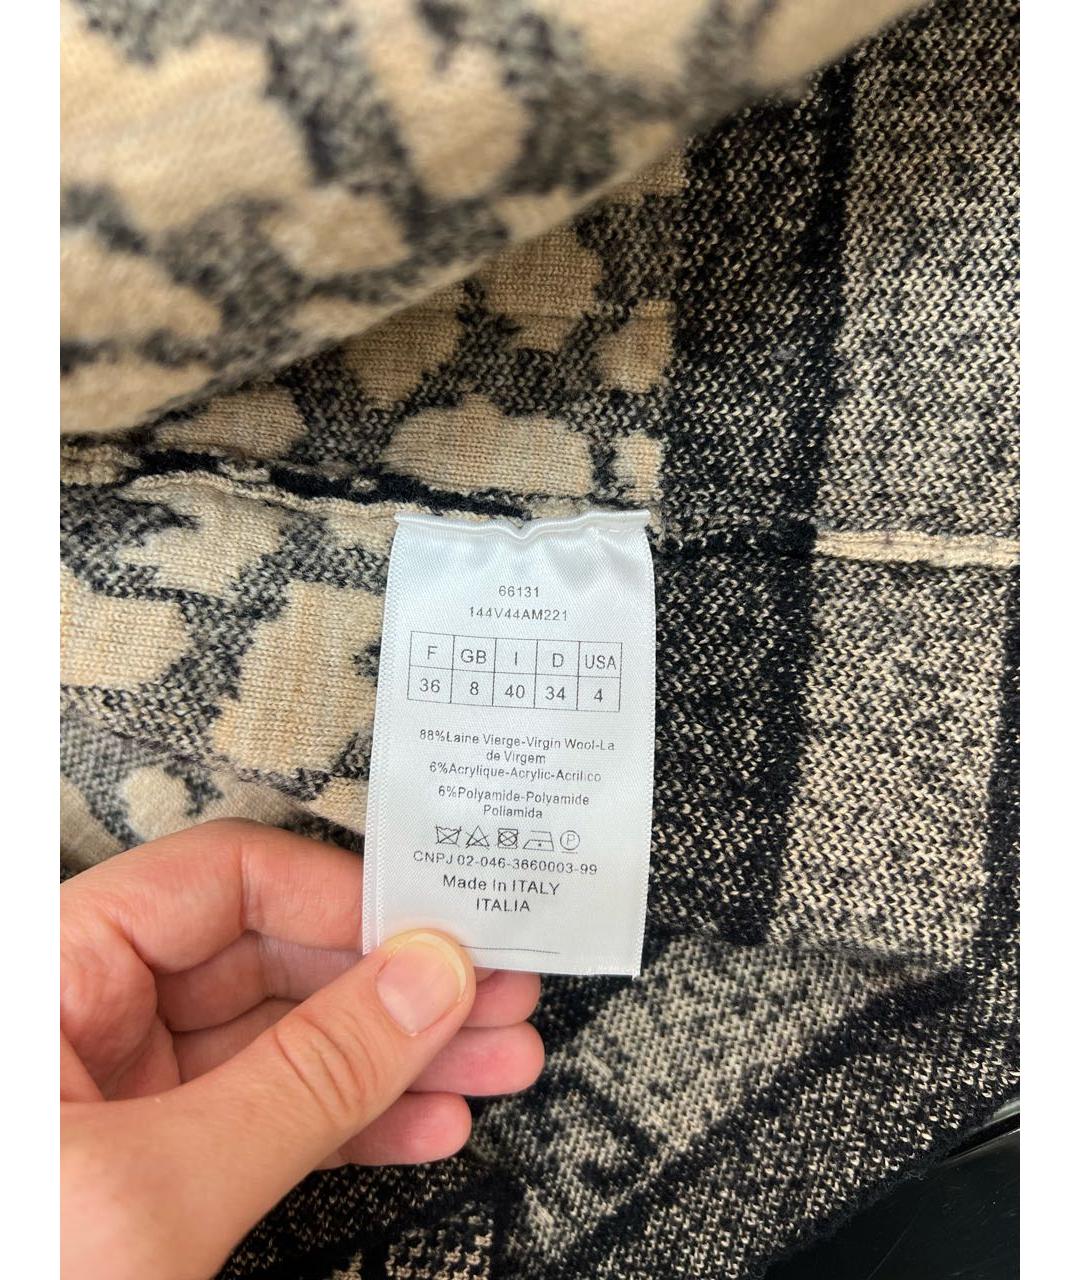 66131
144V44AM221
F GB I D USA
36 8 40 34 4
88%Laine Vierge-Virgin Wool-La
de Virgem
6%Acrylique-Acrylic-Acrilico
6%Polyamide-Polyamide
Poliamida
P
CNPJ 02-046-3660003-99
Made in ITALY
ITALIA